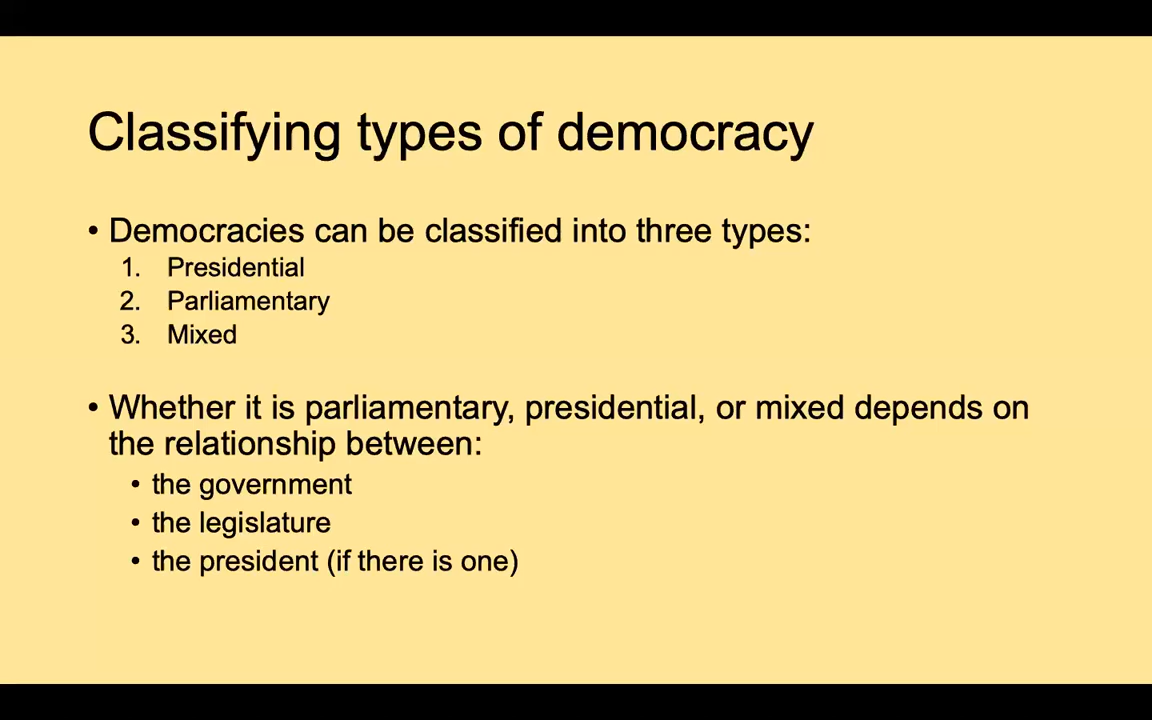 Classifying types of democracy
• Democracies can be classified into three types:
1. Presidential
2. Parliamentary
3. Mixed
• Whether it is parliamentary, presidential, or mixed depends on
the relationship between:
• the government
• the legislature
• the president (if there is one)